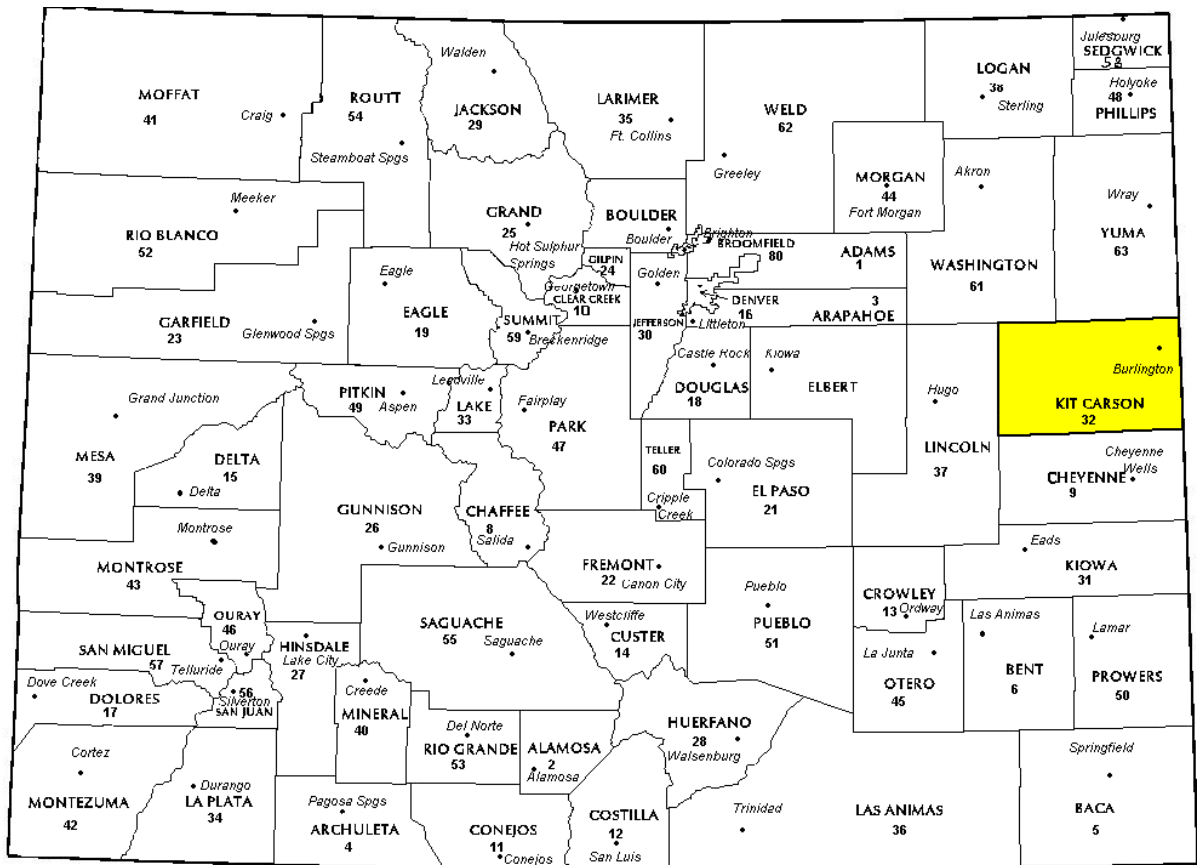 MOFFAT
41
Craig
ROUTT
54
Steamboat Spgs
Walden
JACKSON
29
LARIMER
35
Ft. Collins
WELD
62
Greeley
LOGAN
38
Sterling
Julesburg
SEDGWICK
58
Holyoke
48
PHILLIPS
MORGAN
44
Fort Morgan
Akron
WASHINGTON
61
Wray
YUMA
63
Meeker
RIO BLANCO
52
GRAND
25
Hot Sulphur
Springs
BOULDER
Boulder
Brighton
BROOMFIELD
80
ADAMS
1
GILPIN
24
Golden
Georgetown
CLEAR CREEK
10
JEFFERSON
30
DENVER
16
Littleton
3
ARAPAHOE
GARFIELD
23
Glenwood Spgs
Eagle
EAGLE
19
SUMMIT
59
Breckenridge
Castle Rock
DOUGLAS
18
Kiowa
ELBERT
Hugo
LINCOLN
37
Burlington
KIT CARSON
32
Grand Junction
MESA
39
PITKIN
49
Aspen
Leadville
LAKE
33
Fairplay
PARK
47
DELTA
15
Delta
TELLER
60
Cripple
Creek
Colorado Spgs
EL PASO
21
Cheyenne
Wells
CHEYENNE
9
GUNNISON
26
Gunnison
CHAFFEE
8
Salida
Montrose
MONTROSE
43
FREMONT
22
Canon City
Eads
KIOWA
31
CROWLEY
13
Ordway
Pueblo
PUEBLO
51
OURAY
46
Ouray
SAN MIGUEL
57
Telluride
HINSDALE
Lake City
27
SAGUACHE
55
Saguache
Westcliffe
CUSTER
14
La Junta
OTERO
45
Las Animas
BENT
6
Lamar
PROWERS
50
Dove Creek
DOLORES
17
56
Silverton
SAN JUAN
Creede
MINERAL
40
Del Norte
RIO GRANDE
53
ALAMOSA
2
Alamosa
HUERFANO
28
Walsenburg
Cortez
MONTEZUMA
42
Durango
LA PLATA
34
Pagosa Spgs
ARCHULETA
4
CONEJOS
11
Conejos
COSTILLA
12
San Luis
Trinidad
LAS ANIMAS
36
Springfield
BACA
5